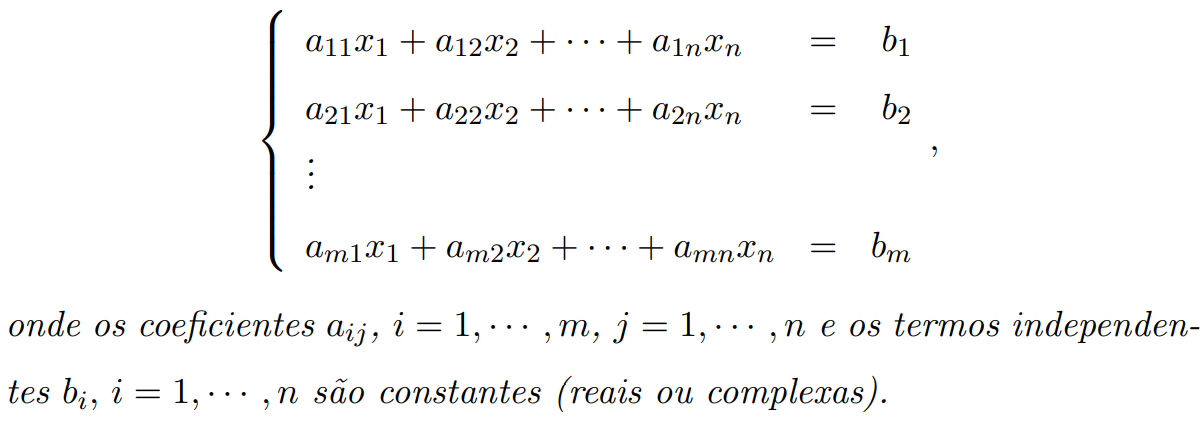 a₁₁x₁ + a₁₂x₂ + ⋯ + a₁ₙxₙ = b₁
a₂₁x₁ + a₂₂x₂ + ⋯ + a₂ₙxₙ = b₂
⋮
,
aₘ₁x₁ + aₘ₂x₂ + ⋯ + aₘₙxₙ = bₘ
onde os coeficientes aᵢⱼ, i = 1, ⋯ , m, j = 1, ⋯ , n e os termos independen-
tes bᵢ, i = 1, ⋯ , n são constantes (reais ou complexas).